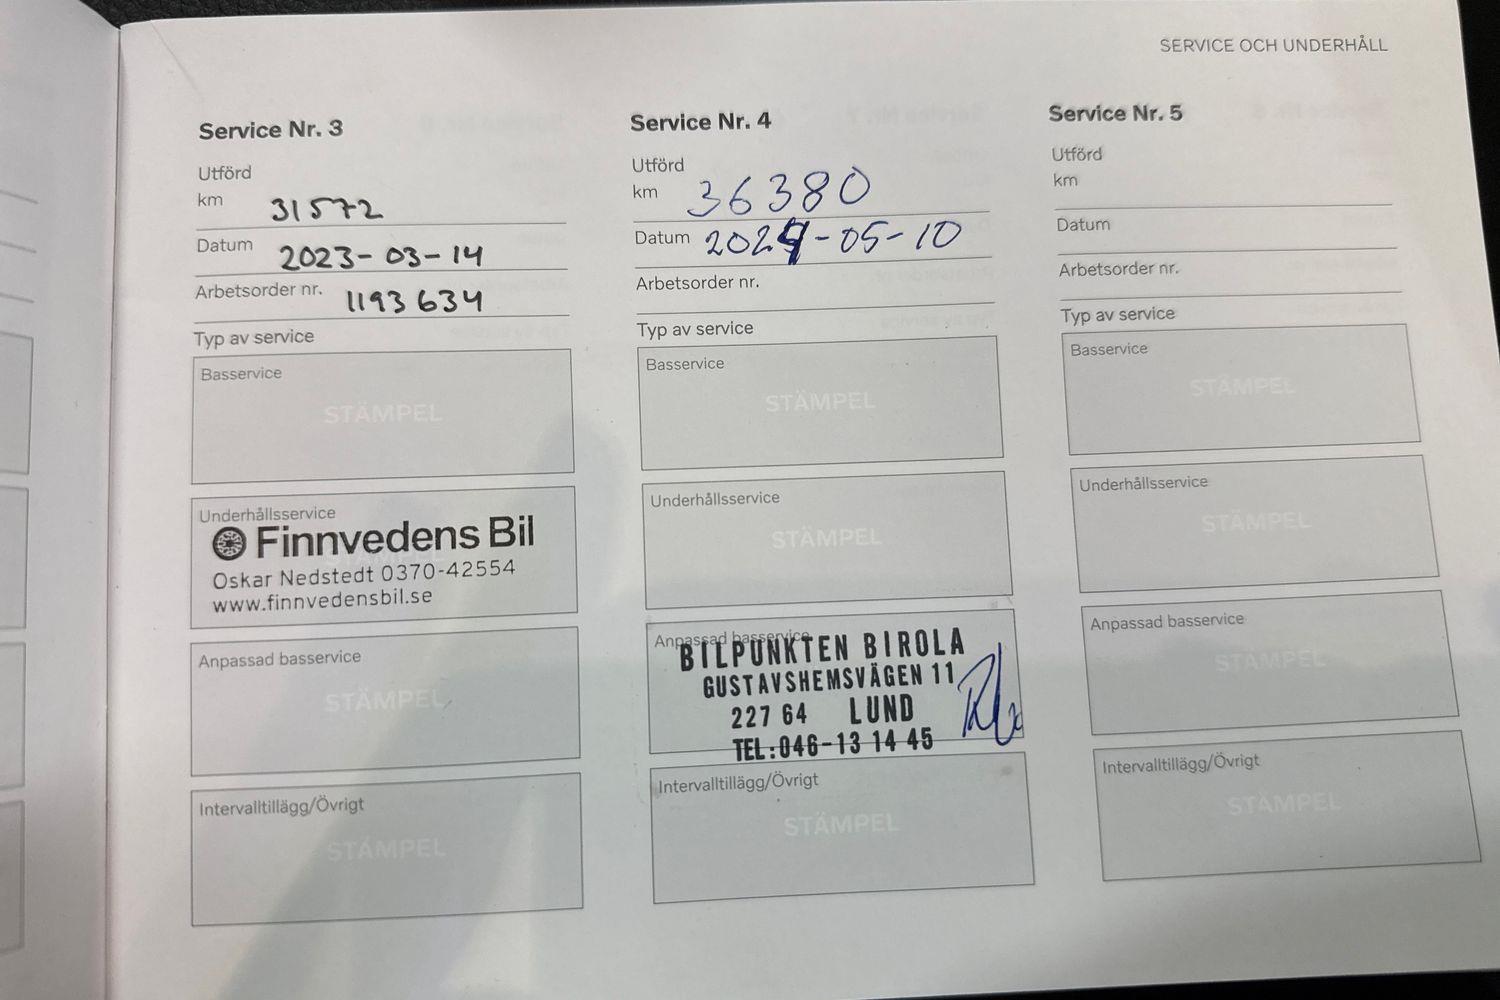 SERVICE OCH UNDERHÅLL
Service Nr. 3
Utförd
km 31572
Datum 2023-03-14
Arbetsorder nr. 1193634
Typ av service
Basservice
STÄMPEL
Underhållsservice
Finnvedens Bil
Oskar Nedstedt 0370-42554
www.finnvedensbil.se
Anpassad basservice
STÄMPEL
Intervalltillägg/Övrigt
STÄMPEL
Service Nr. 4
Utförd
km 36380
Datum 2024-05-10
Arbetsorder nr.
Typ av service
Basservice
STÄMPEL
Underhållsservice
STÄMPEL
Anpassad basservice
BILPUNKTEN BIROLA
GUSTAVSHEMSVÄGEN 11
227 64 LUND
TEL:046-13 14 45
Intervalltillägg/Övrigt
STÄMPEL
Service Nr. 5
Utförd
km
Datum
Arbetsorder nr.
Typ av service
Basservice
STÄMPEL
Underhållsservice
STÄMPEL
Anpassad basservice
STÄMPEL
Intervalltillägg/Övrigt
STÄMPEL